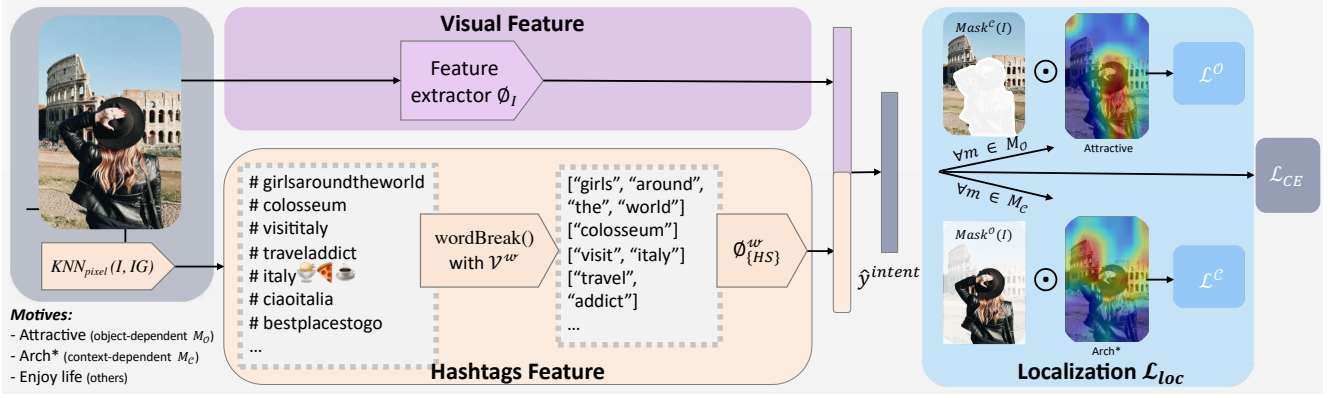 Visual Feature
Feature
extractor ∅_I
KNN_pixel(I, IG)
Motives:
- Attractive (object-dependent M_𝒪)
- Arch* (context-dependent M_𝒞)
- Enjoy life (others)
# girlsaroundtheworld
# colosseum
# visititaly
# traveladdict
# italy🍨🍕☕
# ciaoitalia
# bestplacestogo
...
wordBreak()
with 𝒱^w
["girls", "around",
"the", "world"]
["colosseum"]
["visit", "italy"]
["travel",
"addict"]
...
∅^w_{HS}
Hashtags Feature
ŷ^intent
Mask^𝒞(I)
ℒ^𝒪
Attractive
∀m ∈ M_𝒪
∀m ∈ M_𝒞
ℒ_CE
Mask^𝒪(I)
ℒ^𝒞
Arch*
Localization ℒ_loc